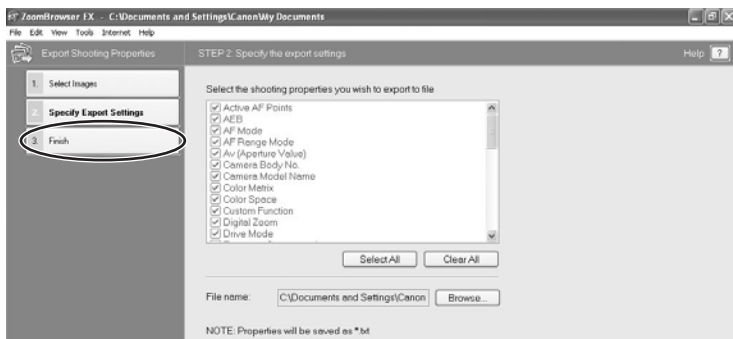 ZoomBrowser EX - C:\Documents and Settings\Canon\My Documents
File Edit View Tools Internet Help
Export Shooting Properties
STEP 2: Specify the export settings
Help ?
1. Select Images
2. Specify Export Settings
3. Finish
Select the shooting properties you wish to export to file
Active AF Points
AEB
AF Mode
AF Range Mode
Av (Aperture Value)
Camera Body No.
Camera Model Name
Color Matrix
Color Space
Custom Function
Digital Zoom
Drive Mode
Select All Clear All
File name: C:\Documents and Settings\Canon Browse...
NOTE: Properties will be saved as *.txt